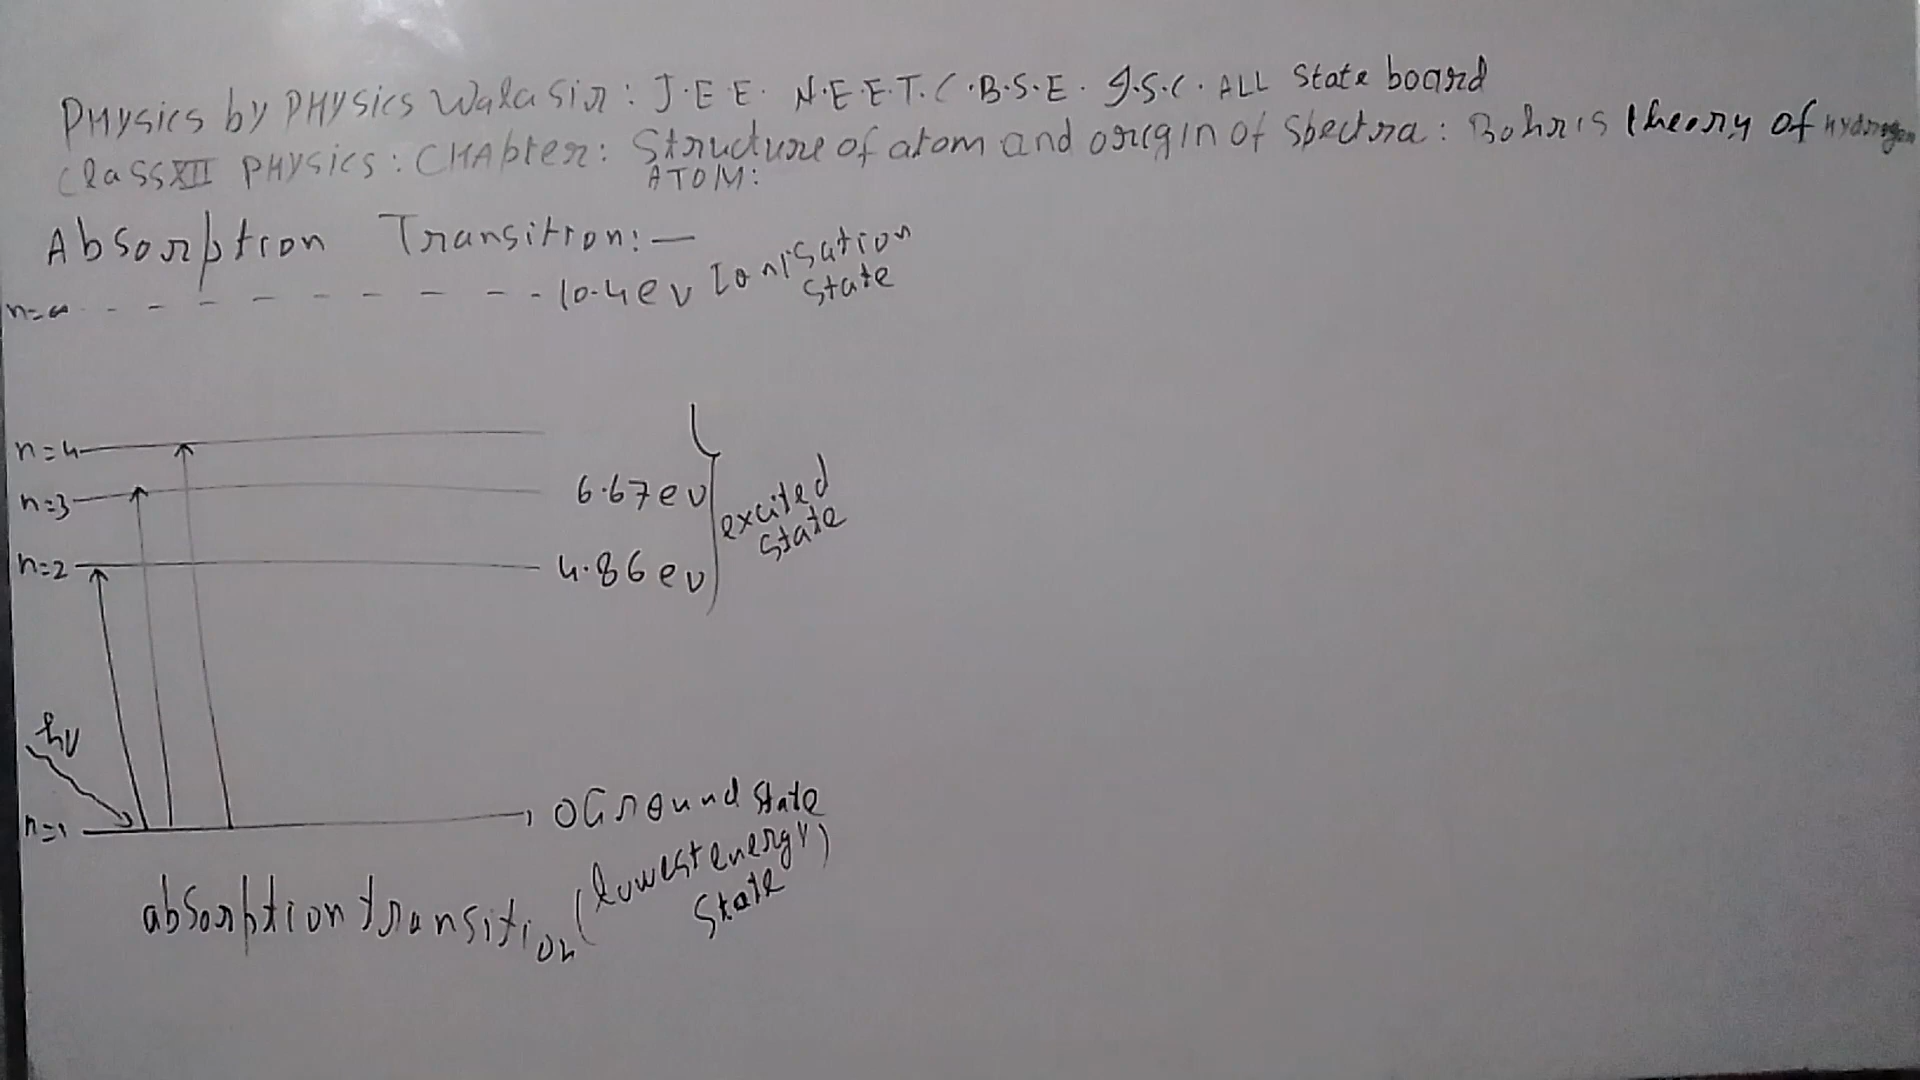 PHysics by PHYSICS Wala Sir: J.E.E. N.E.E.T. C.B.S.E. I.S.C. ALL State board
Class XII PHYSICS: CHApter: Structure of atom and origin of Spectra: Bohr's theory of Hydrogen
ATOM:
Absorption Transition:—
n=∞ 10.4ev Ionisation
State
n=4
n=3 6.67ev
excited
State
n=2 4.86ev
hν
n=1 0 Ground State
(lowest energy)
State
absorption transition